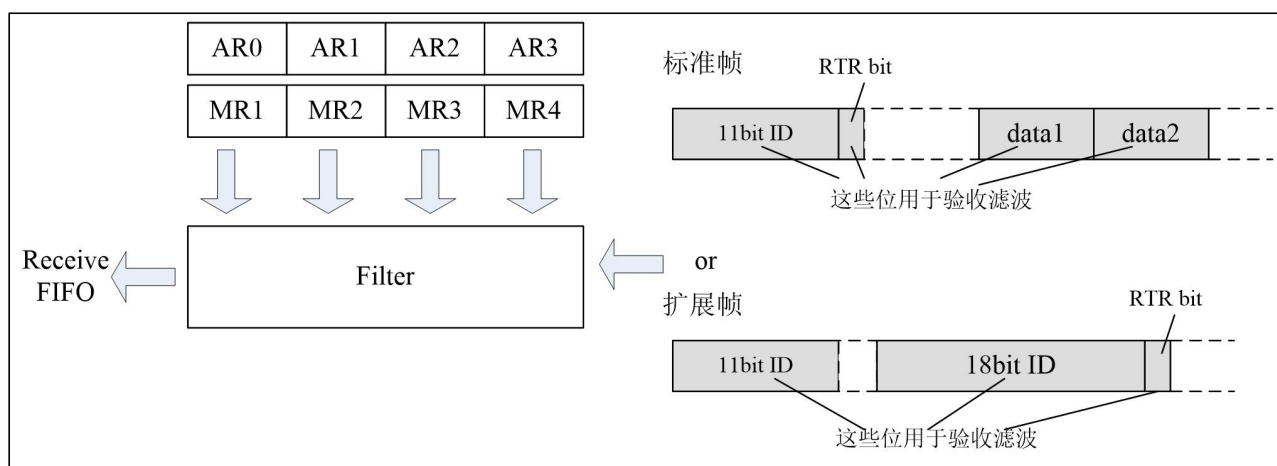 AR0 AR1 AR2 AR3
MR1 MR2 MR3 MR4
Filter
Receive
FIFO
标准帧
RTR bit
11bit ID
data1 data2
这些位用于验收滤波
or
扩展帧
RTR bit
11bit ID
18bit ID
这些位用于验收滤波